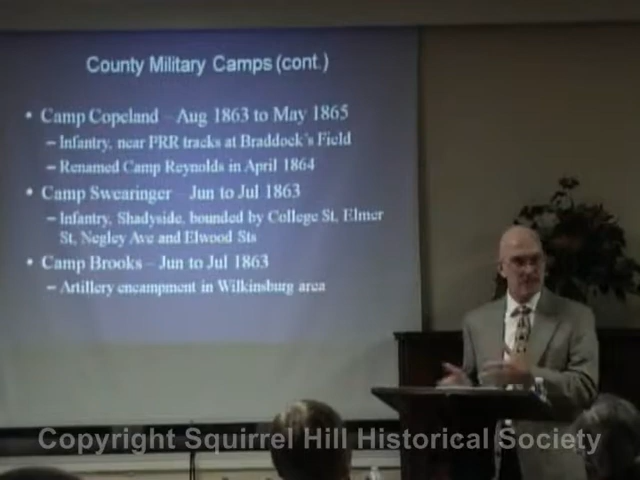 County Military Camps (cont.)
• Camp Copeland – Aug 1863 to May 1865
– Infantry, near PRR tracks at Braddock's Field
– Renamed Camp Reynolds in April 1864
• Camp Swearinger – Jun to Jul 1863
– Infantry, Shadyside, bounded by College St, Elmer
St, Negley Ave and Elwood Sts
• Camp Brooks – Jun to Jul 1863
– Artillery encampment in Wilkinsburg area
Copyright Squirrel Hill Historical Society